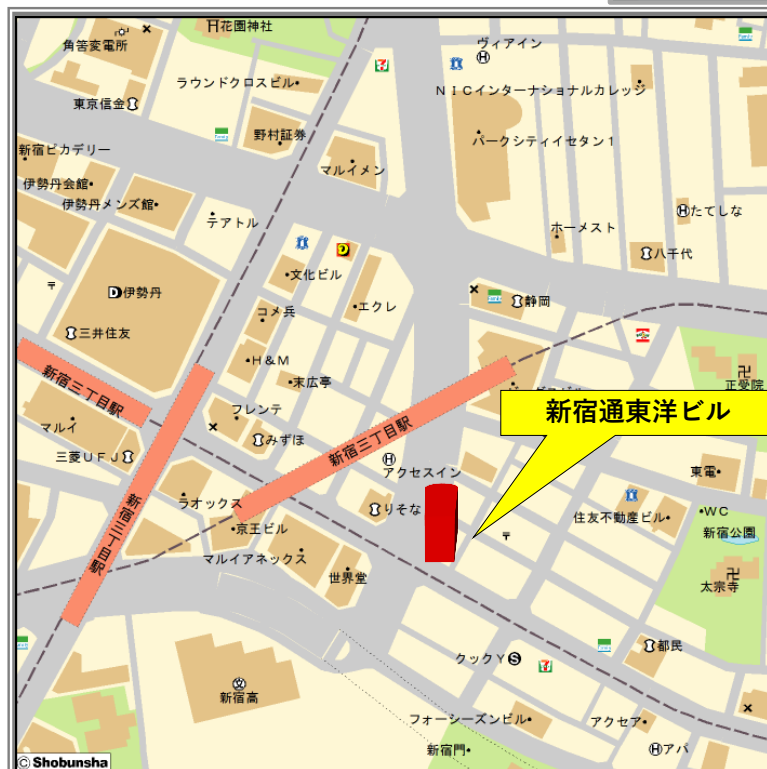 花園神社
角筈変電所
ヴィアイン
ラウンドクロスビル
NICインターナショナルカレッジ
東京信金
野村証券
パークシティイセタン1
新宿ピカデリー
マルイメン
伊勢丹会館
伊勢丹メンズ館
テアトル
たてしな
ホーメスト
八千代
文化ビル
伊勢丹
エクレ
静岡
コメ兵
三井住友
H&M
末広亭
正受院
新宿三丁目駅
フレンテ
新宿通東洋ビル
マルイ
みずほ
新宿三丁目駅
三菱UFJ
アクセスイン
東電
ラオックス
りそな
住友不動産ビル
WC
新宿三丁目駅
京王ビル
新宿公園
マルイアネックス
世界堂
太宗寺
都民
クックY
新宿高
フォーシーズンビル
アクセア
新宿門
アパ
© Shobunsha